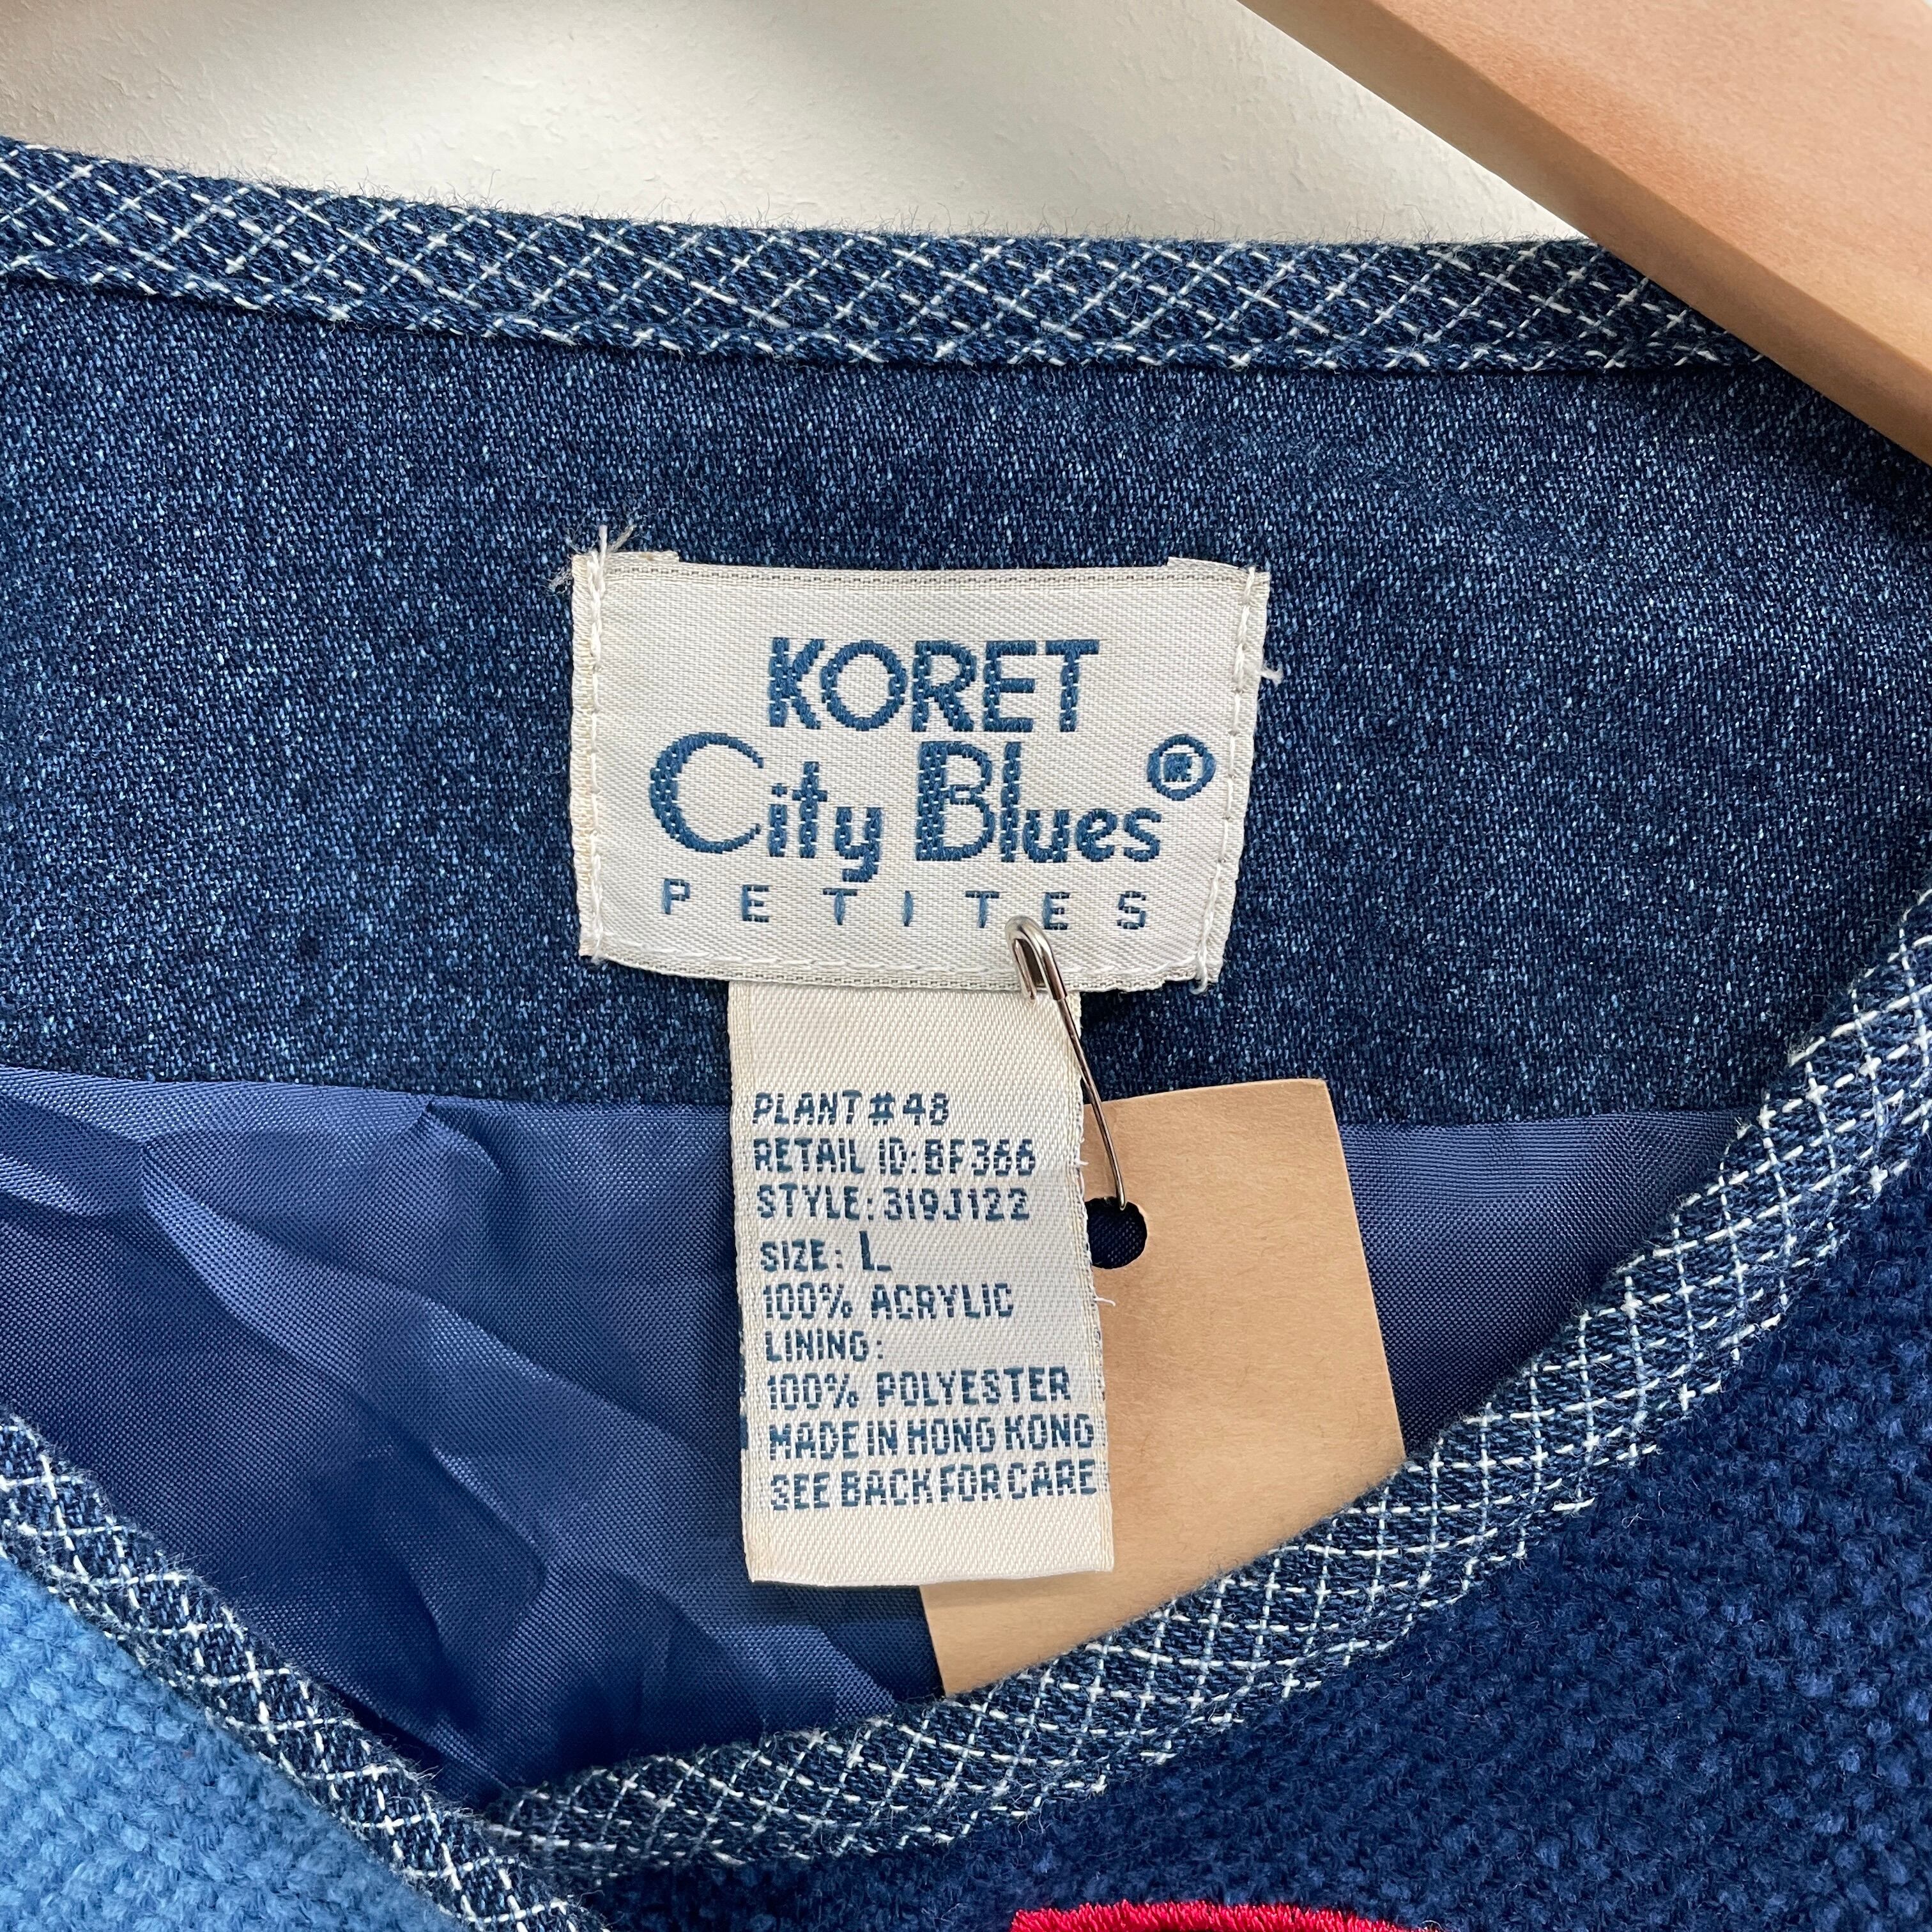 KORET
City Blues®
PETITES
PLANT #48
RETAIL ID: BF366
STYLE: 319J122
SIZE: L
100% ACRYLIC
LINING:
100% POLYESTER
MADE IN HONG KONG
SEE BACK FOR CARE